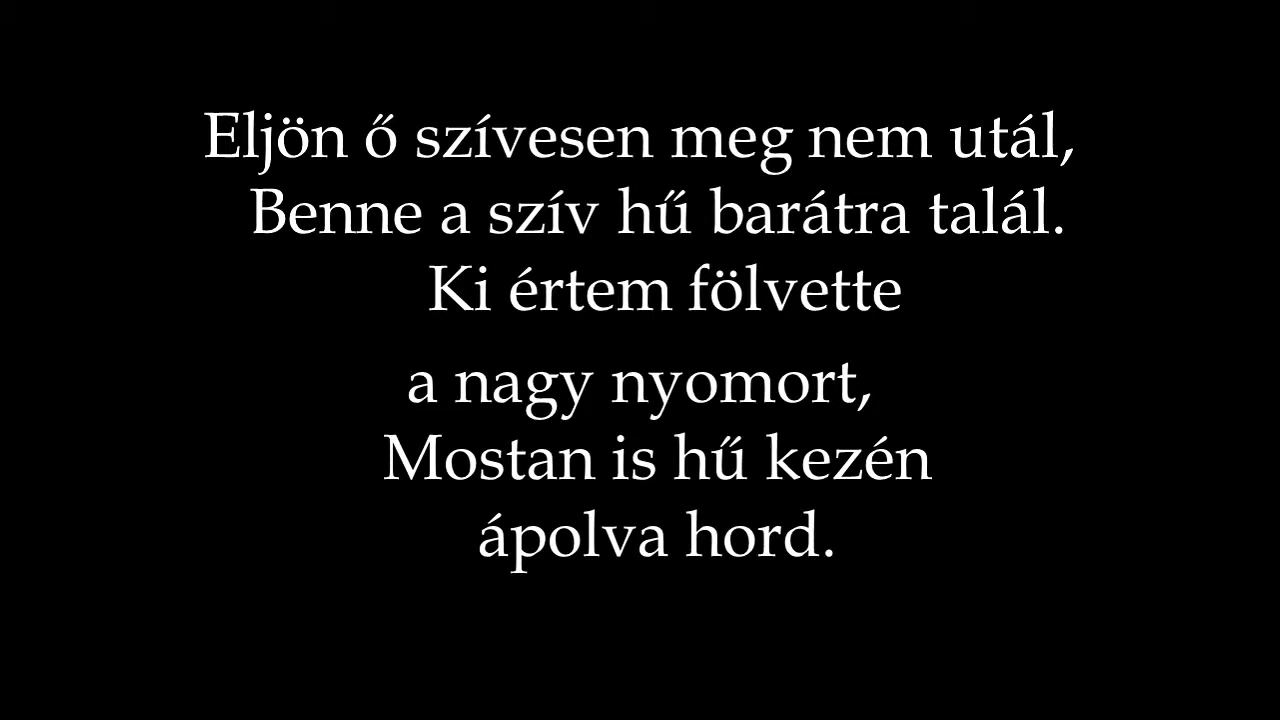 Eljön ő szívesen meg nem utál,
Benne a szív hű barátra talál.
Ki értem fölvette
a nagy nyomort,
Mostan is hű kezén
ápolva hord.